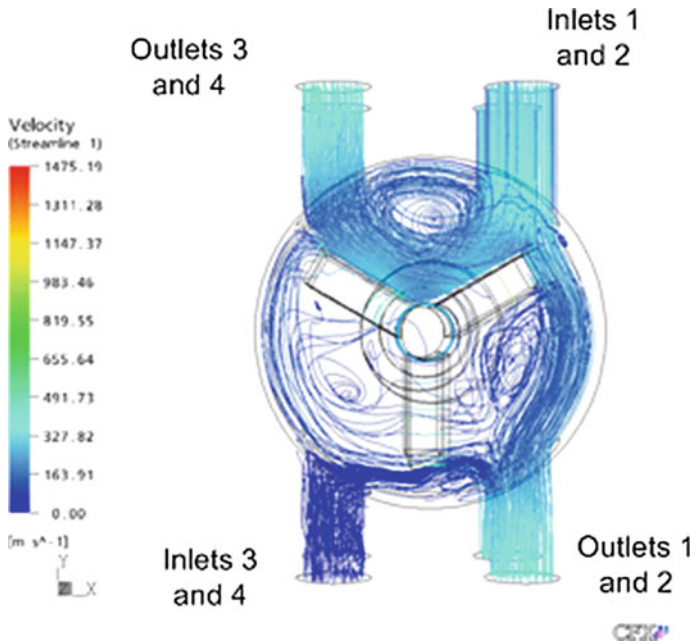 Outlets 3
and 4
Inlets 1
and 2
Velocity
(Streamline 1)
1475.19
1311.28
1147.37
983.46
819.55
655.64
491.73
327.82
163.91
0.00
[m s^-1]
Y
X
Inlets 3
and 4
Outlets 1
and 2